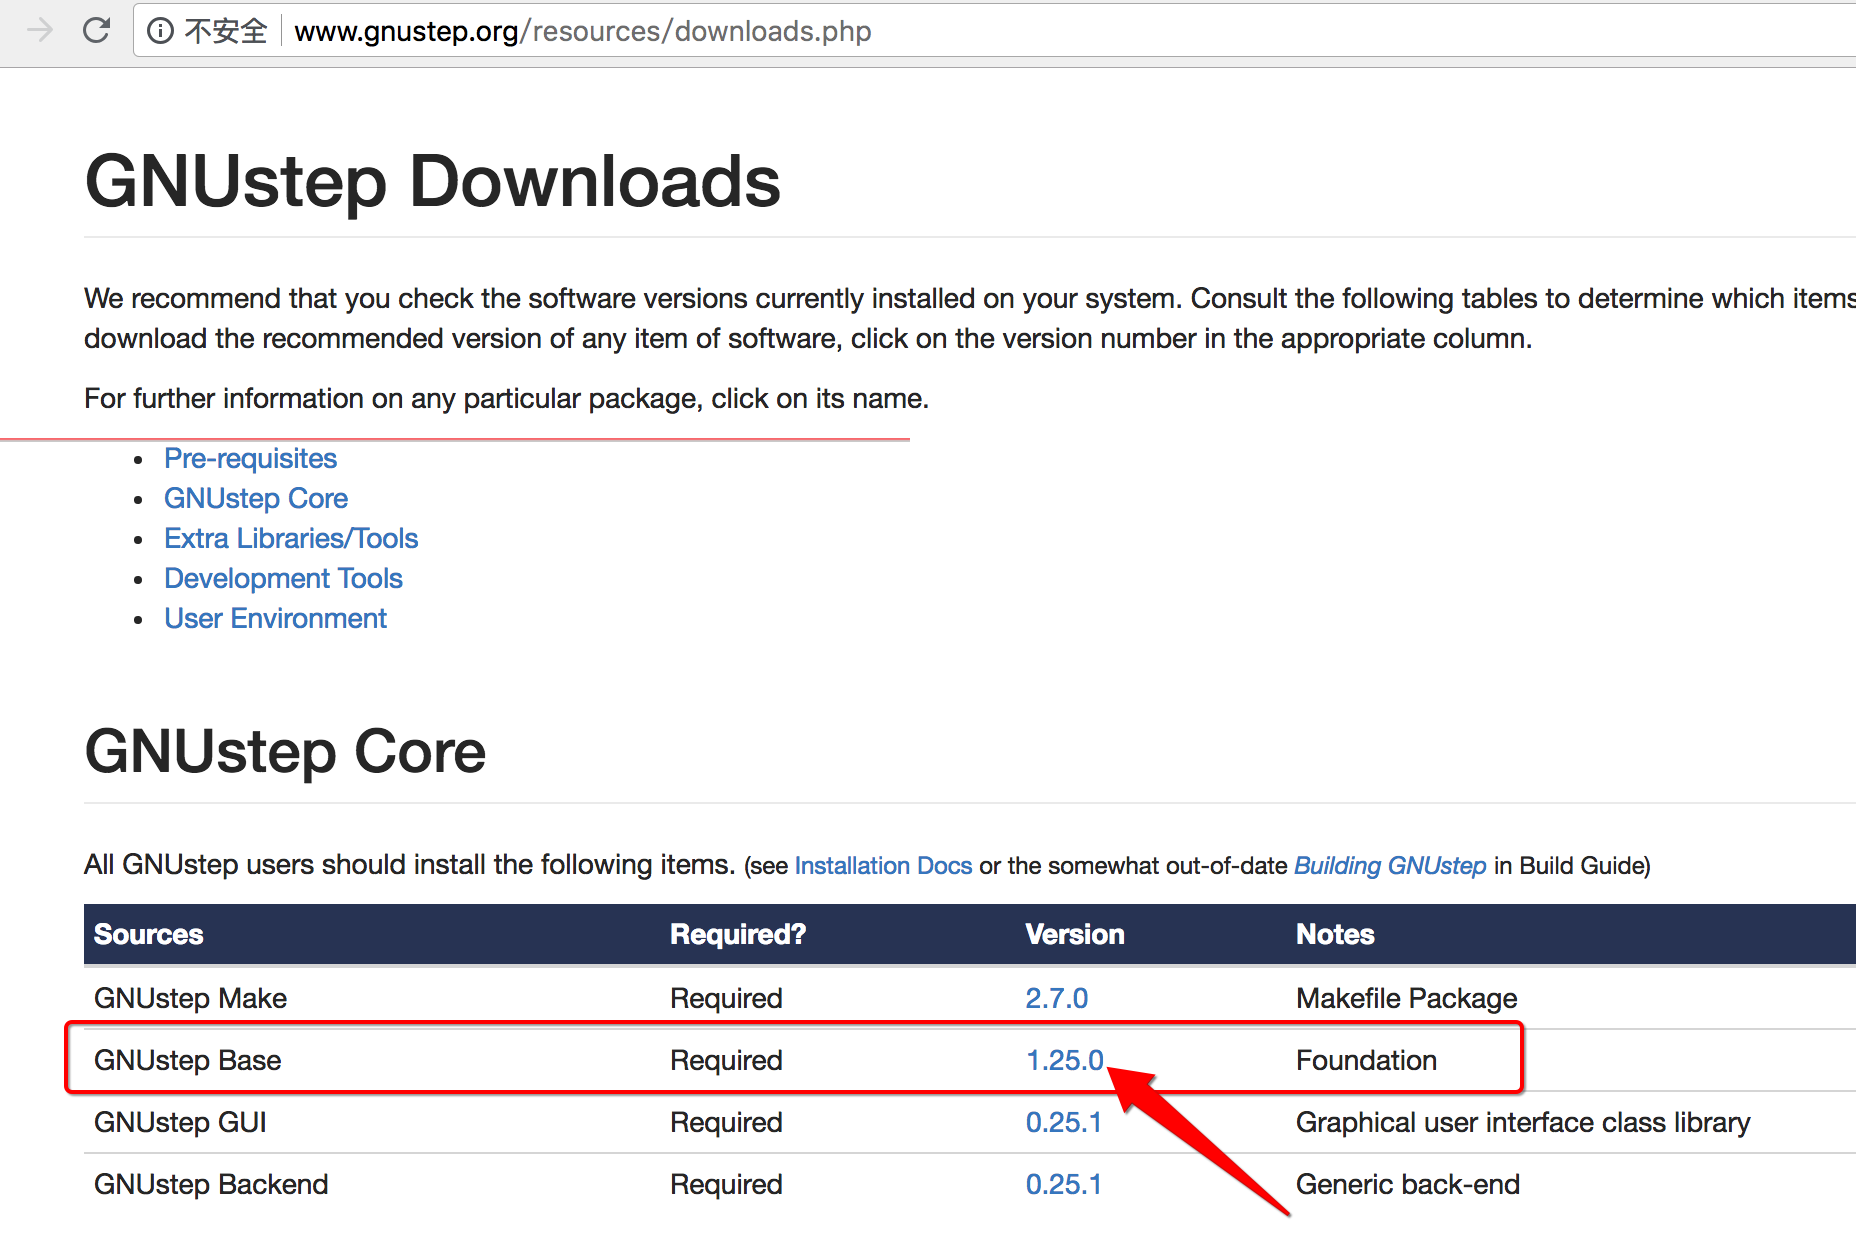 不安全 www.gnustep.org/resources/downloads.php
GNUstep Downloads
We recommend that you check the software versions currently installed on your system. Consult the following tables to determine which items
download the recommended version of any item of software, click on the version number in the appropriate column.
For further information on any particular package, click on its name.
Pre-requisites
GNUstep Core
Extra Libraries/Tools
Development Tools
User Environment
GNUstep Core
All GNUstep users should install the following items. (see Installation Docs or the somewhat out-of-date Building GNUstep in Build Guide)
Sources Required? Version Notes
GNUstep Make Required 2.7.0 Makefile Package
GNUstep Base Required 1.25.0 Foundation
GNUstep GUI Required 0.25.1 Graphical user interface class library
GNUstep Backend Required 0.25.1 Generic back-end